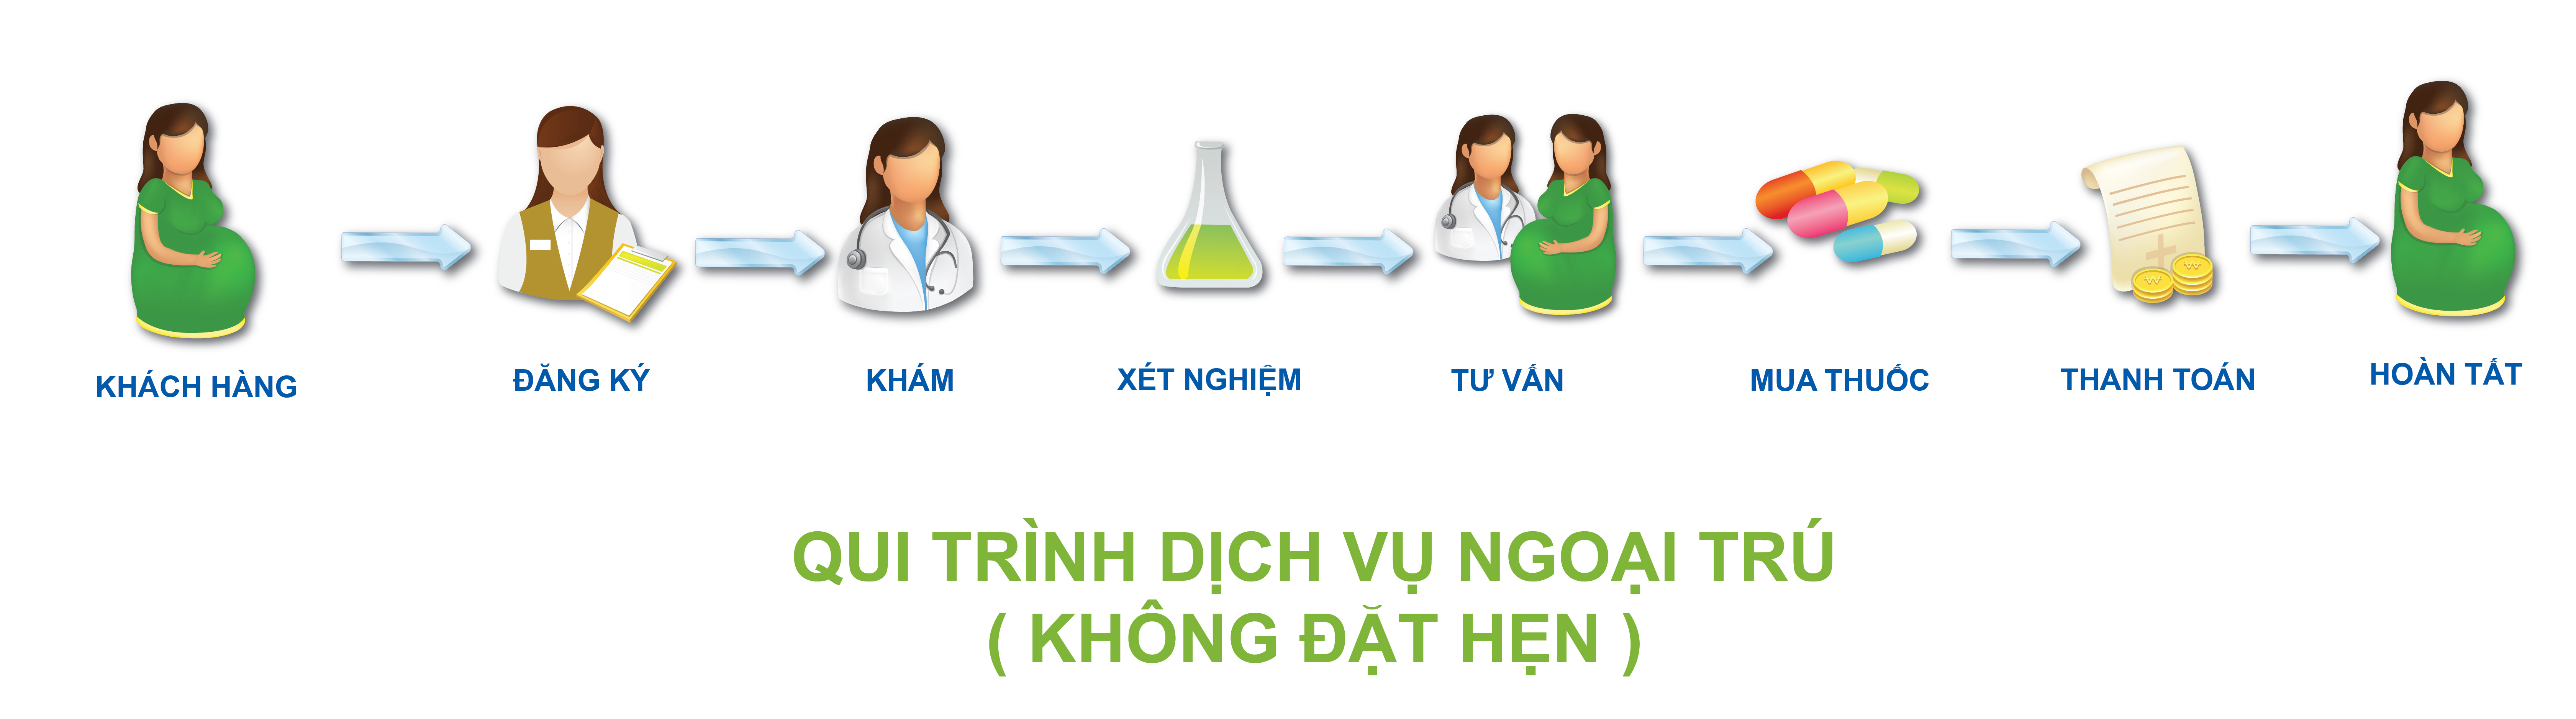 KHÁCH HÀNG
ĐĂNG KÝ
KHÁM
XÉT NGHIỆM
TƯ VẤN
MUA THUỐC
THANH TOÁN
HOÀN TẤT
QUI TRÌNH DỊCH VỤ NGOẠI TRÚ
( KHÔNG ĐẶT HẸN )